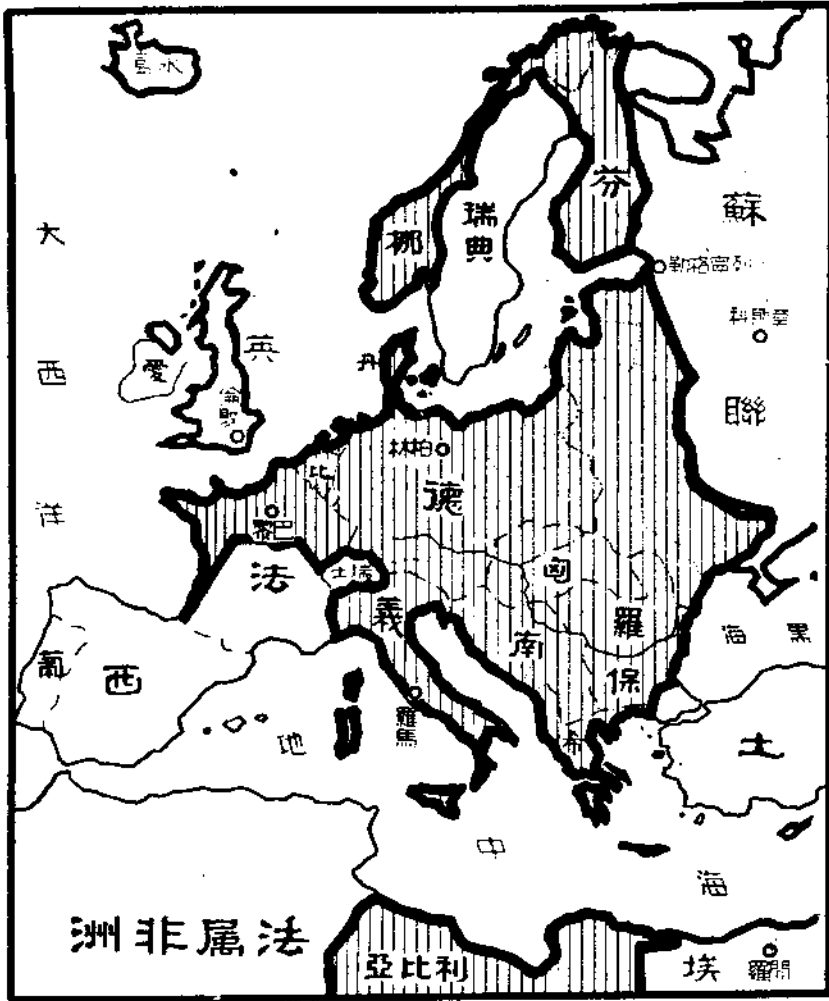 冰島
大西洋
挪
瑞典
芬
蘇聯
列寧格勒
莫斯科
愛
英
倫敦
丹
柏林
比
德
巴黎
法
瑞士
義
匈
羅
南
保
黑海
葡
西
羅馬
希
土
地中海
法属非洲
利比亞
埃
開羅